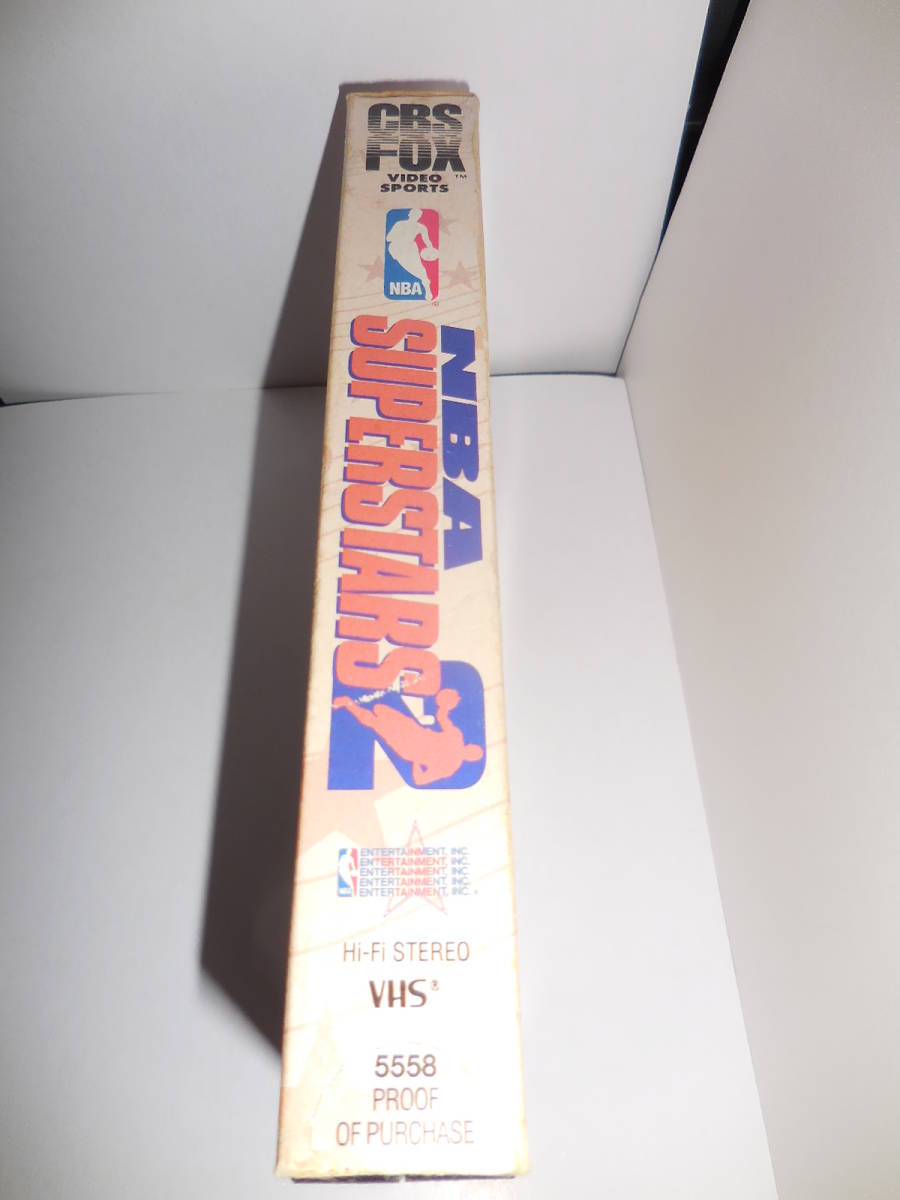 CBS
FOX
VIDEO ™
SPORTS
NBA
NBA
SUPERSTARS
2
ENTERTAINMENT, INC.
ENTERTAINMENT, INC.
ENTERTAINMENT, INC.
ENTERTAINMENT, INC.
ENTERTAINMENT, INC.
Hi-Fi STEREO
VHS®
5558
PROOF
OF PURCHASE